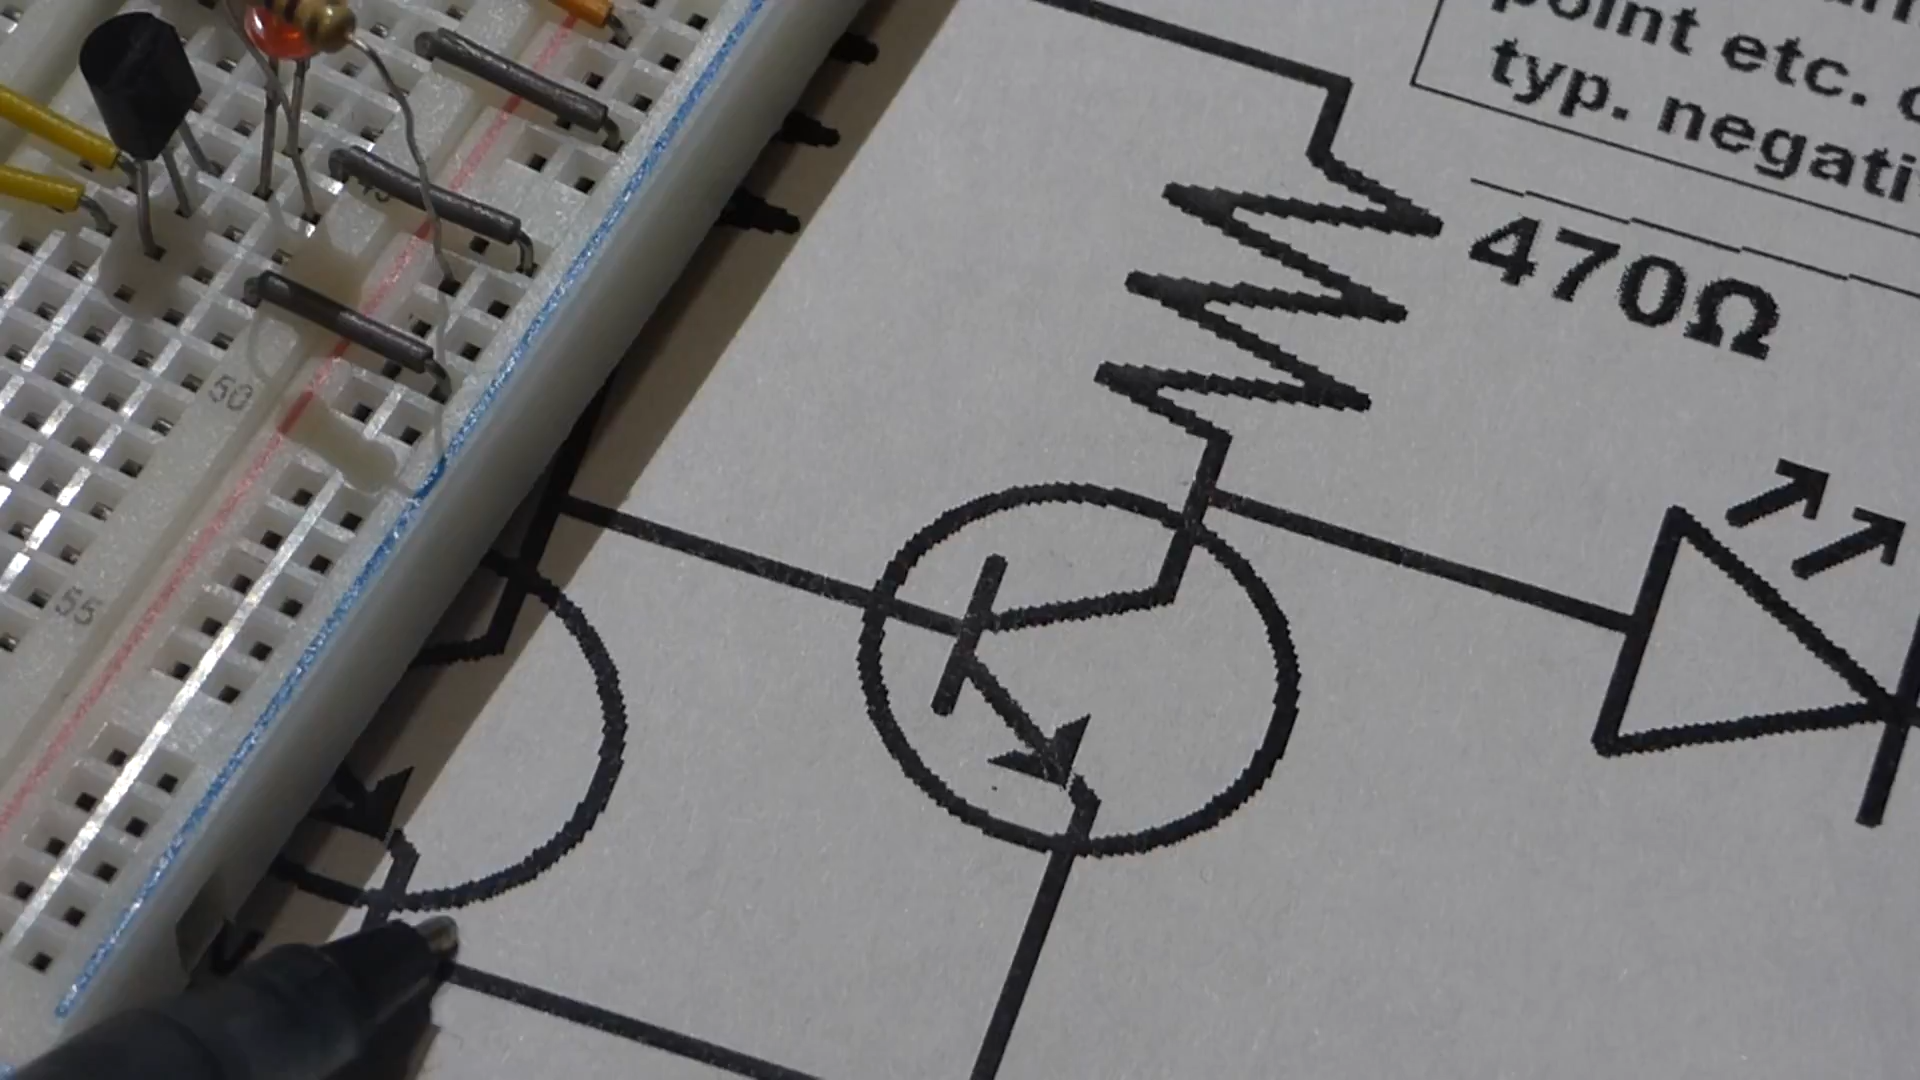 point etc.
typ. negati
470Ω
50
55